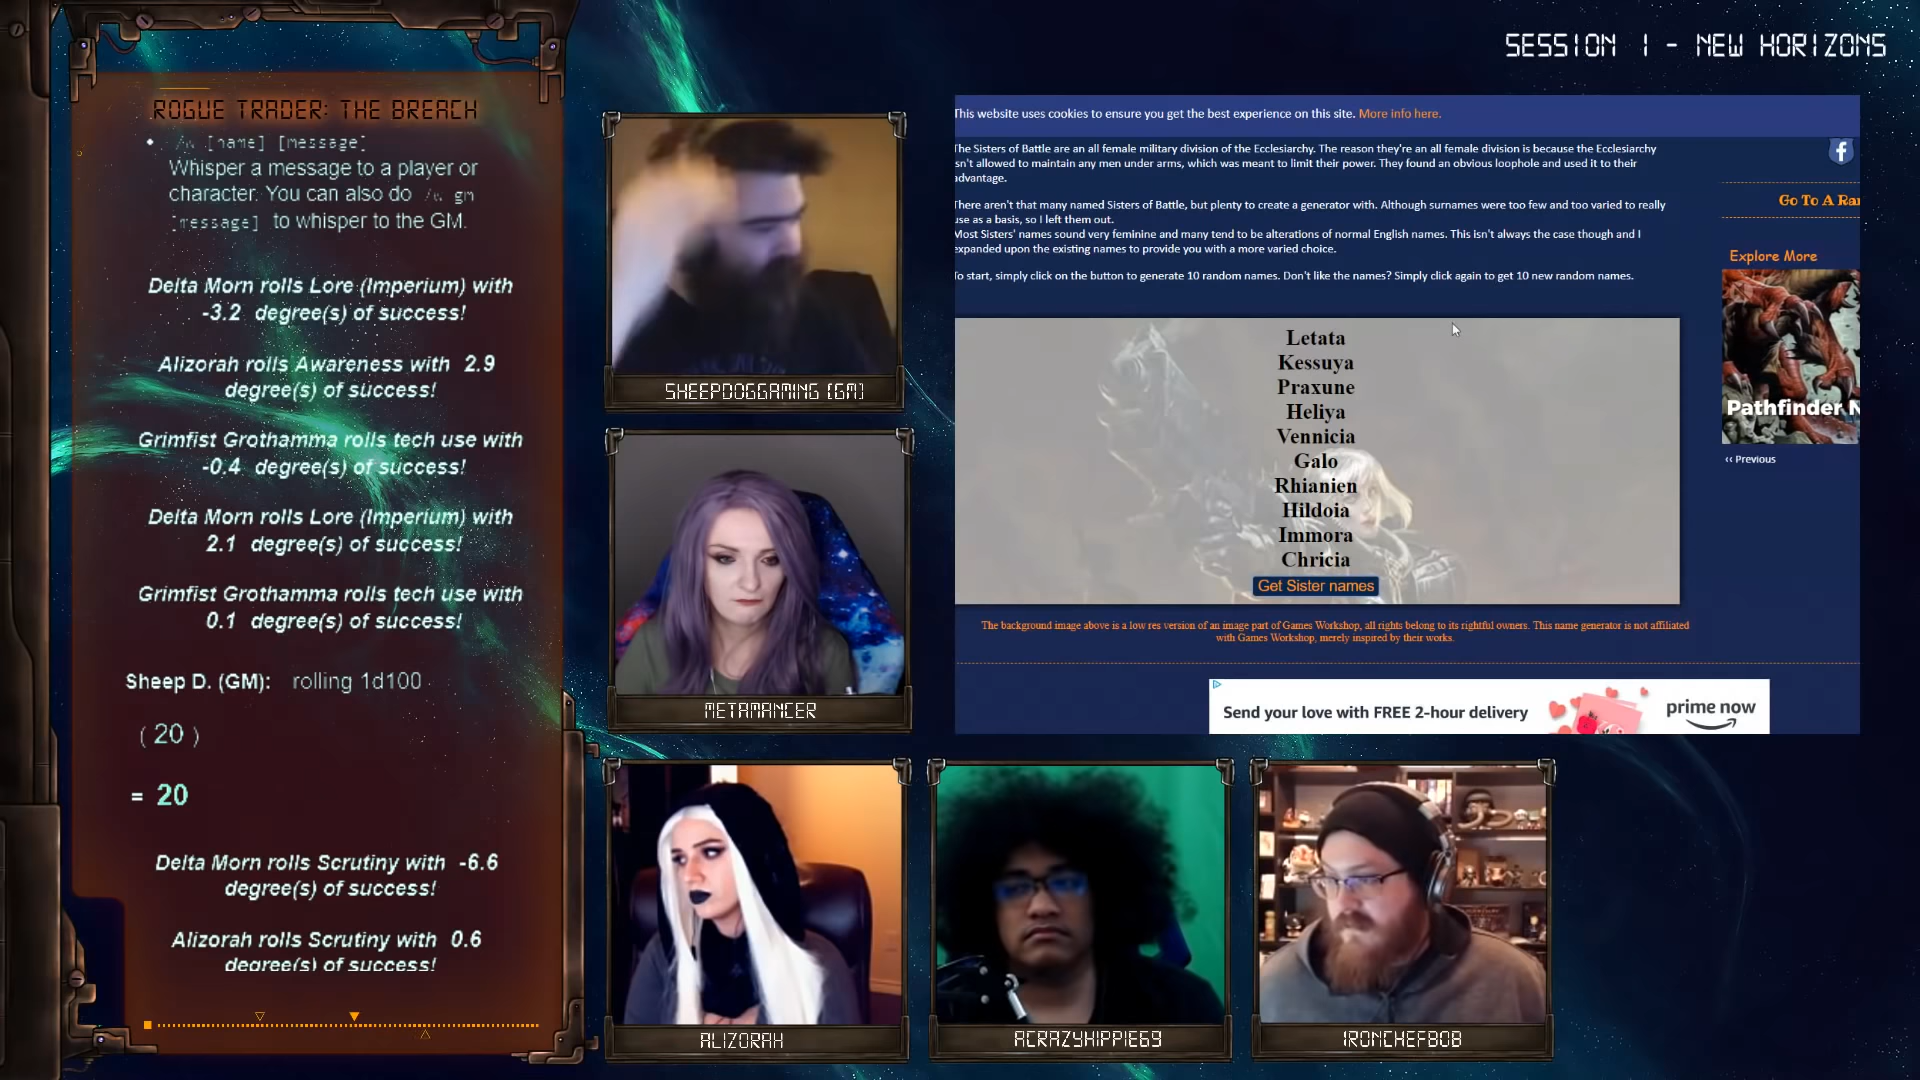 SESSION 1 - NEW HORIZONS
ROGUE TRADER: THE BREACH
/w [name] [message]
Whisper a message to a player or
character. You can also do /w gm
[message] to whisper to the GM.
Delta Morn rolls Lore (Imperium) with
-3.2 degree(s) of success!
Alizorah rolls Awareness with 2.9
degree(s) of success!
Grimfist Grothamma rolls tech use with
-0.4 degree(s) of success!
Delta Morn rolls Lore (Imperium) with
2.1 degree(s) of success!
Grimfist Grothamma rolls tech use with
0.1 degree(s) of success!
Sheep D. (GM): rolling 1d100
(20)
= 20
Delta Morn rolls Scrutiny with -6.6
degree(s) of success!
Alizorah rolls Scrutiny with 0.6
degree(s) of success!
SHEEPDOGGAMING [GM]
METAMANCER
ALIZORAH
ACRAZYHIPPIE69
IRONCHEFBOB
This website uses cookies to ensure you get the best experience on this site. More info here.
The Sisters of Battle are an all female military division of the Ecclesiarchy. The reason they're an all female division is because the Ecclesiarchy
isn't allowed to maintain any men under arms, which was meant to limit their power. They found an obvious loophole and used it to their
advantage.
There aren't that many named Sisters of Battle, but plenty to create a generator with. Although surnames were too few and too varied to really
use as a basis, so I left them out.
Most Sisters' names sound very feminine and many tend to be alterations of normal English names. This isn't always the case though and I
expanded upon the existing names to provide you with a more varied choice.
To start, simply click on the button to generate 10 random names. Don't like the names? Simply click again to get 10 new random names.
Letata
Kessuya
Praxune
Heliya
Vennicia
Galo
Rhianien
Hildoia
Immora
Chricia
Get Sister names
The background image above is a low res version of an image part of Games Workshop, all rights belong to its rightful owners. This name generator is not affiliated
with Games Workshop, merely inspired by their works.
f
Go To A Ran
Explore More
Pathfinder N
‹‹ Previous
Send your love with FREE 2-hour delivery
prime now